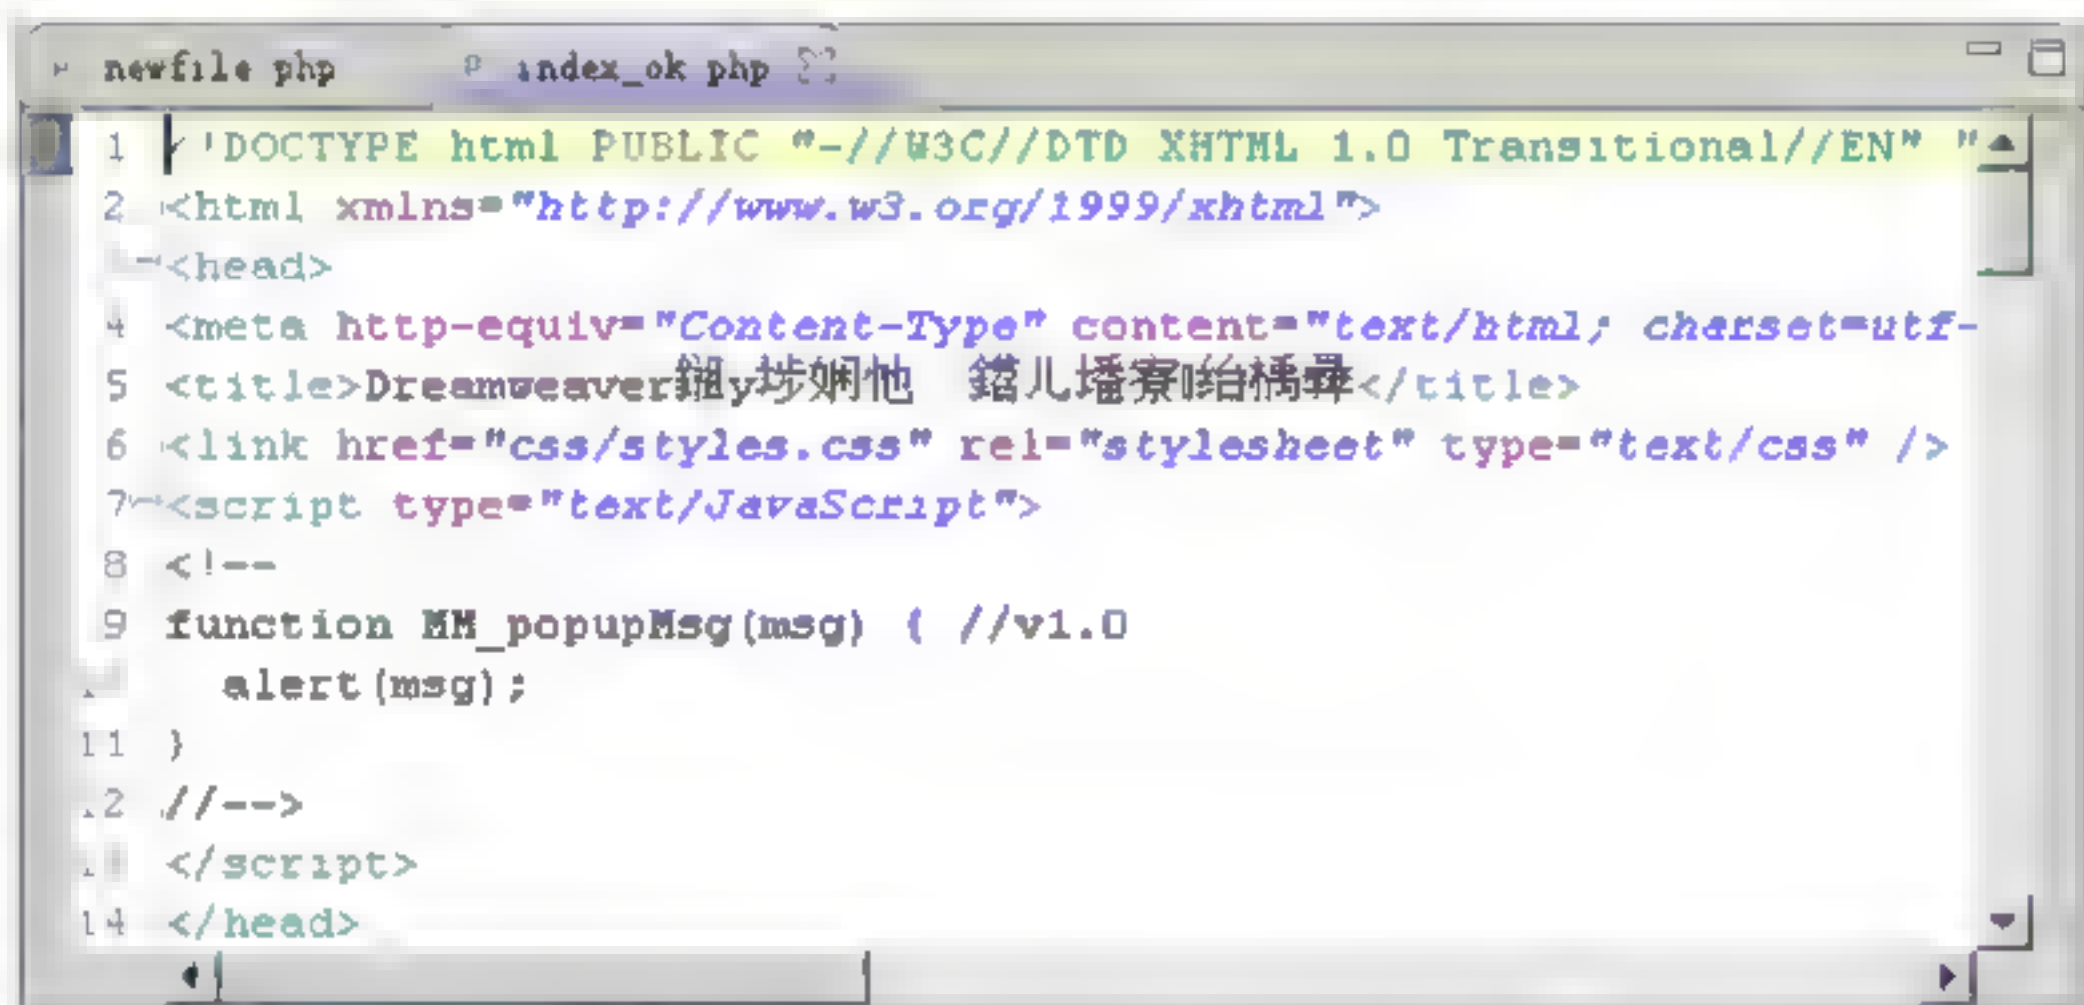 newfile php index_ok php
1 'DOCTYPE html PUBLIC "-//W3C//DTD XHTML 1.0 Transitional//EN" "
2 <html xmlns="http://www.w3.org/1999/xhtml">
<head>
4 <meta http-equiv="Content-Type" content="text/html; charset=utf-
5 <title>Dreamweaver </title>
6 <link href="css/styles.css" rel="stylesheet" type="text/css" />
7 <script type="text/JavaScript">
8 <!--
9 function MM_popupMsg(msg) { //v1.0
alert(msg);
11 }
12 //-->
</script>
14 </head>